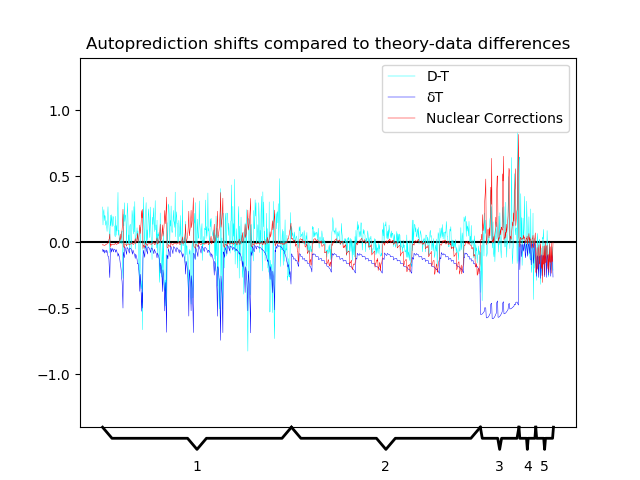 Autoprediction shifts compared to theory-data differences
D-T
δT
Nuclear Corrections
1.0
0.5
0.0
−0.5
−1.0
1 2 3 4 5